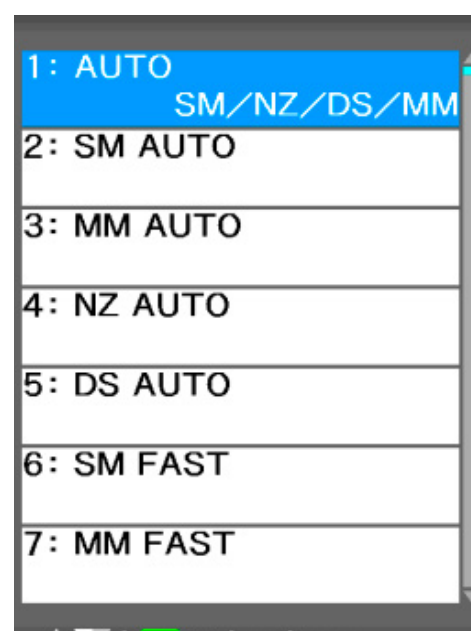 1: AUTO
SM/NZ/DS/MM
2: SM AUTO
3: MM AUTO
4: NZ AUTO
5: DS AUTO
6: SM FAST
7: MM FAST